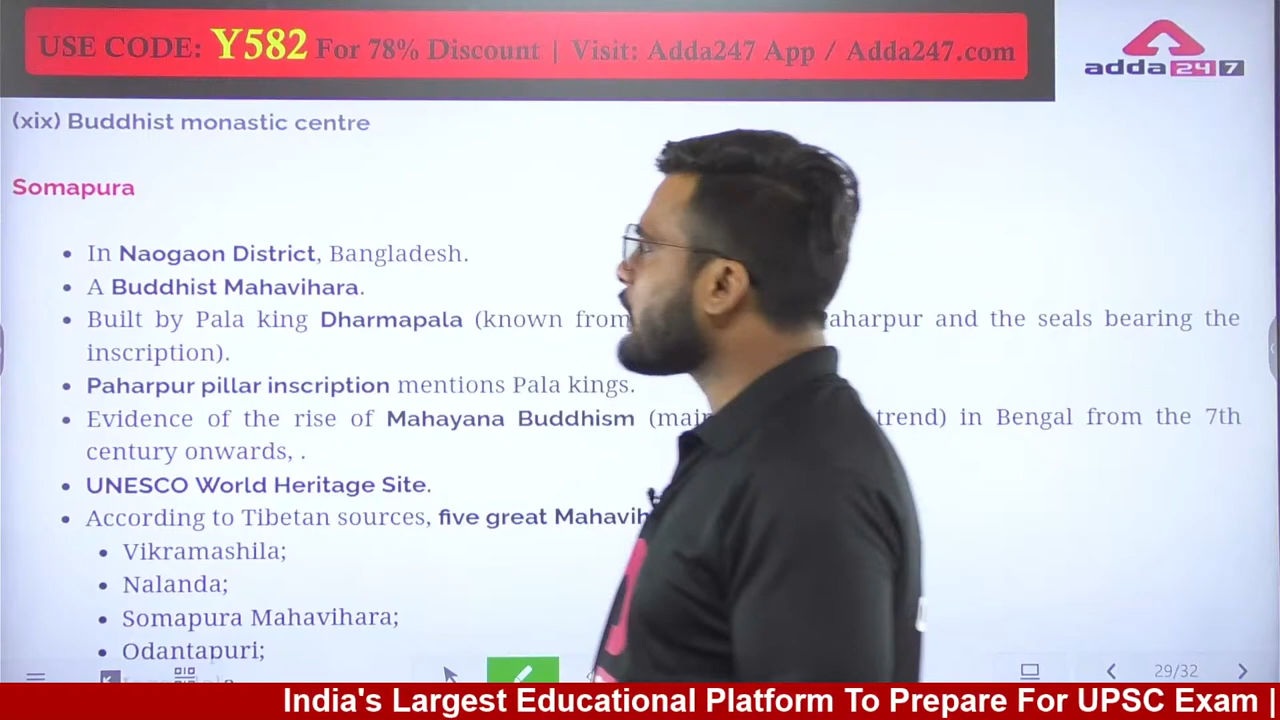 USE CODE: Y582 For 78% Discount | Visit: Adda247 App / Adda247.com
adda 247
(xix) Buddhist monastic centre
Somapura
• In Naogaon District, Bangladesh.
• A Buddhist Mahavihara.
• Built by Pala king Dharmapala (known from aharpur and the seals bearing the
inscription).
• Paharpur pillar inscription mentions Pala kings.
• Evidence of the rise of Mahayana Buddhism (mai trend) in Bengal from the 7th
century onwards, .
• UNESCO World Heritage Site.
• According to Tibetan sources, five great Mahavih
• Vikramashila;
• Nalanda;
• Somapura Mahavihara;
• Odantapuri;
29/32
India's Largest Educational Platform To Prepare For UPSC Exam |